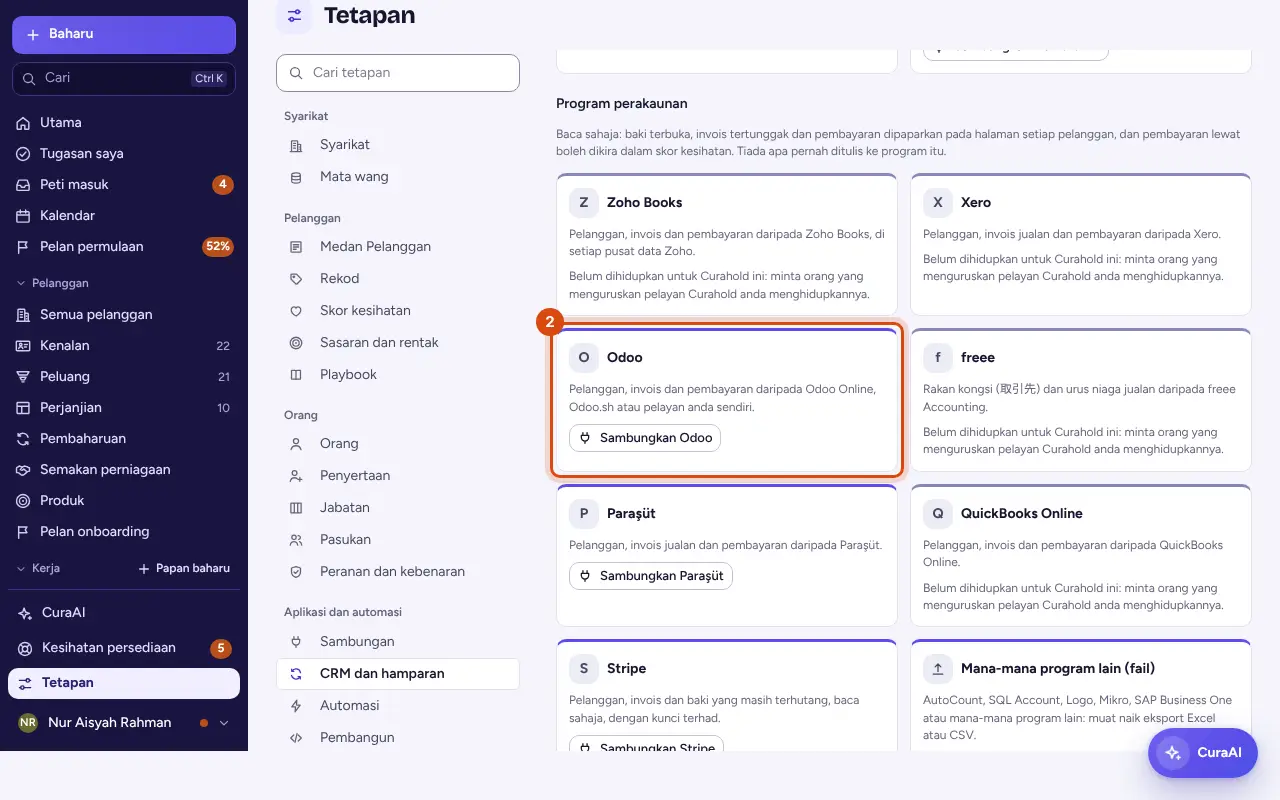 Baharu
Cari
Ctrl K
Utama
Tugasan saya
Peti masuk
4
Kalendar
Pelan permulaan
52%
Pelanggan
Semua pelanggan
Kenalan
22
Peluang
21
Perjanjian
10
Pembaharuan
Semakan perniagaan
Produk
Pelan onboarding
Kerja
Papan baharu
CuraAI
Kesihatan persediaan
5
Tetapan
NR
Nur Aisyah Rahman
Tetapan
Cari tetapan
Syarikat
Syarikat
Mata wang
Pelanggan
Medan Pelanggan
Rekod
Skor kesihatan
Sasaran dan rentak
Playbook
Orang
Orang
Penyertaan
Jabatan
Pasukan
Peranan dan kebenaran
Aplikasi dan automasi
Sambungan
CRM dan hamparan
Automasi
Pembangun
Program perakaunan
Baca sahaja: baki terbuka, invois tertunggak dan pembayaran dipaparkan pada halaman setiap pelanggan, dan pembayaran lewat
boleh dikira dalam skor kesihatan. Tiada apa pernah ditulis ke program itu.
Z
Zoho Books
Pelanggan, invois dan pembayaran daripada Zoho Books, di
setiap pusat data Zoho.
Belum dihidupkan untuk Curahold ini: minta orang yang
menguruskan pelayan Curahold anda menghidupkannya.
X
Xero
Pelanggan, invois jualan dan pembayaran daripada Xero.
Belum dihidupkan untuk Curahold ini: minta orang yang
menguruskan pelayan Curahold anda menghidupkannya.
2
O
Odoo
Pelanggan, invois dan pembayaran daripada Odoo Online,
Odoo.sh atau pelayan anda sendiri.
Sambungkan Odoo
f
freee
Rakan kongsi (取引先) dan urus niaga jualan daripada freee
Accounting.
Belum dihidupkan untuk Curahold ini: minta orang yang
menguruskan pelayan Curahold anda menghidupkannya.
P
Paraşüt
Pelanggan, invois jualan dan pembayaran daripada Paraşüt.
Sambungkan Paraşüt
Q
QuickBooks Online
Pelanggan, invois dan pembayaran daripada QuickBooks
Online.
Belum dihidupkan untuk Curahold ini: minta orang yang
menguruskan pelayan Curahold anda menghidupkannya.
S
Stripe
Pelanggan, invois dan baki yang masih terhutang, baca
sahaja, dengan kunci terhad.
Sambungkan Stripe
Mana-mana program lain (fail)
AutoCount, SQL Account, Logo, Mikro, SAP Business One
atau mana-mana program lain: muat naik eksport Excel
atau CSV.
CuraAI